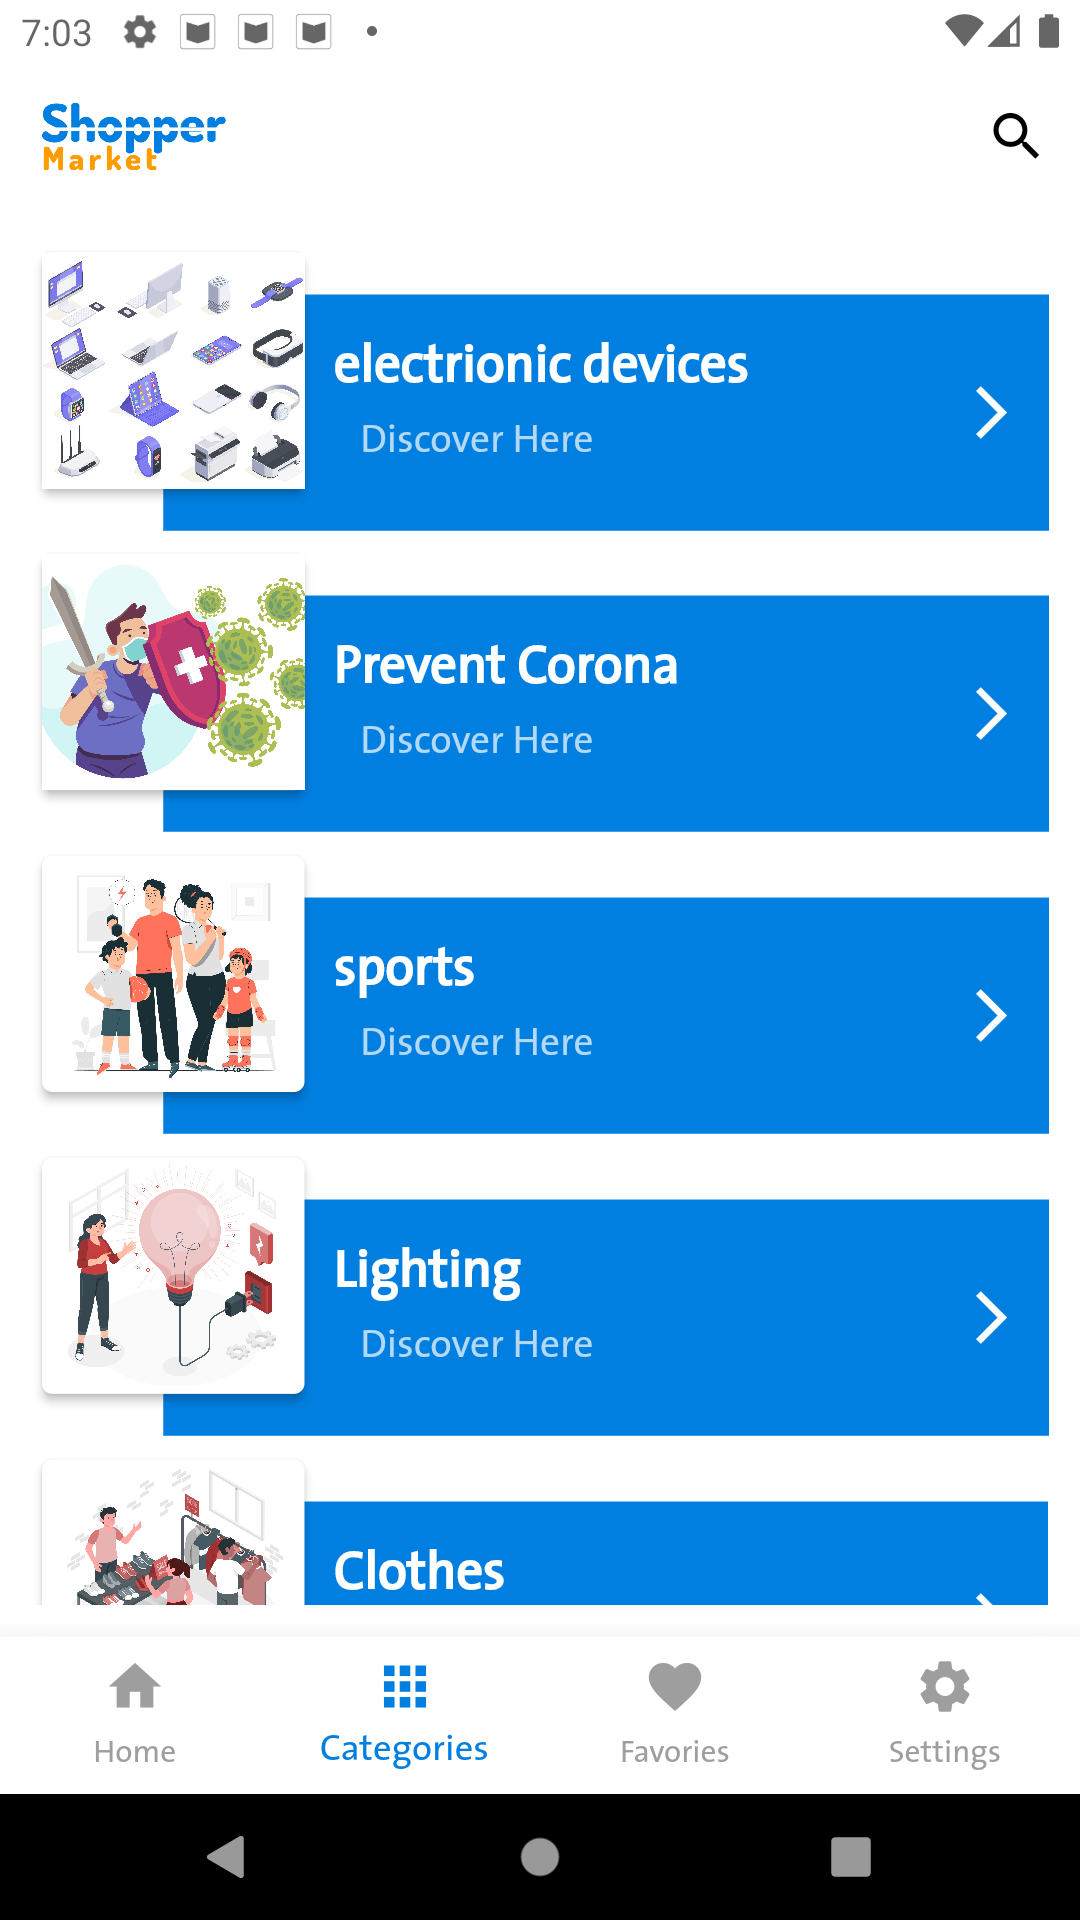 7:03
Shopper
Market
electrionic devices
Discover Here
Prevent Corona
Discover Here
sports
Discover Here
Lighting
Discover Here
Clothes
Home
Categories
Favories
Settings